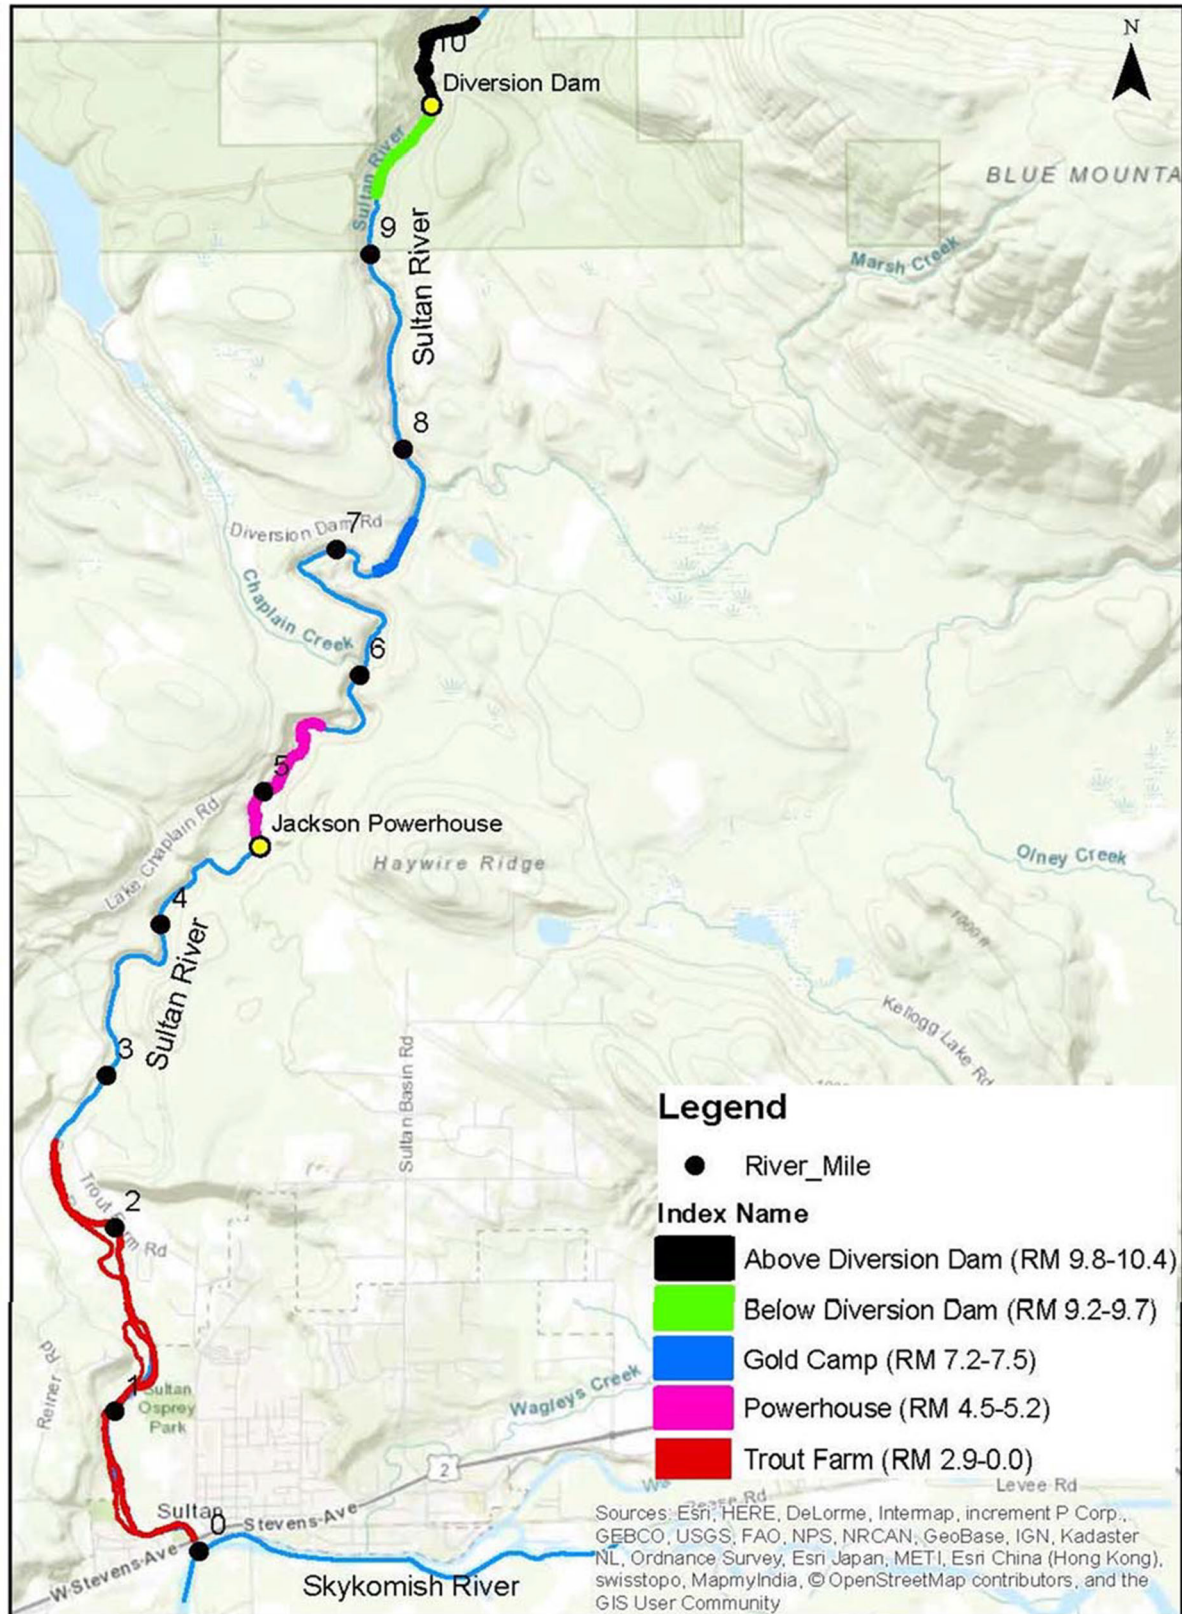 N
10
Diversion Dam
Sultan River
9
Sultan River
BLUE MOUNTA
Marsh Creek
8
7
Diversion Dam Rd
Chaplain Creek
6
5
Jackson Powerhouse
Lake Chaplain Rd
Haywire Ridge
Olney Creek
4
Sultan River
1000 ft
Kellogg Lake Rd
3
Sultan Basin Rd
Trout Farm Rd
2
Reiner Rd
1
Sultan
Osprey
Park
Wagleys Creek
2
Sultan
0
Stevens-Ave
W-Stevens-Ave
Skykomish River
Legend
River_Mile
Index Name
Above Diversion Dam (RM 9.8-10.4)
Below Diversion Dam (RM 9.2-9.7)
Gold Camp (RM 7.2-7.5)
Powerhouse (RM 4.5-5.2)
Trout Farm (RM 2.9-0.0)
Levee Rd
Sources: Esri, HERE, DeLorme, Intermap, increment P Corp.,
GEBCO, USGS, FAO, NPS, NRCAN, GeoBase, IGN, Kadaster
NL, Ordnance Survey, Esri Japan, METI, Esri China (Hong Kong),
swisstopo, MapmyIndia, © OpenStreetMap contributors, and the
GIS User Community